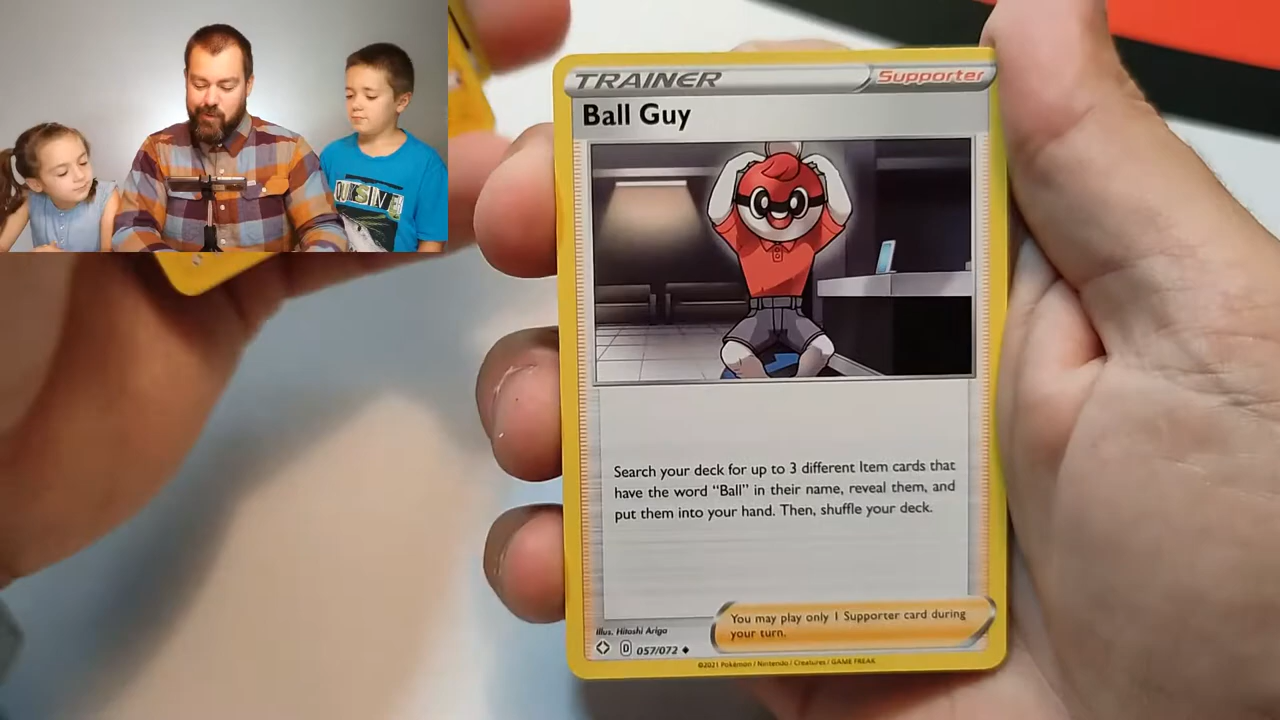 TRAINER
Supporter
Ball Guy
Search your deck for up to 3 different Item cards that
have the word “Ball” in their name, reveal them, and
put them into your hand. Then, shuffle your deck.
You may play only 1 Supporter card during
your turn.
Illus. Hitoshi Ariga
D 057/072
©2021 Pokémon / Nintendo / Creatures / GAME FREAK